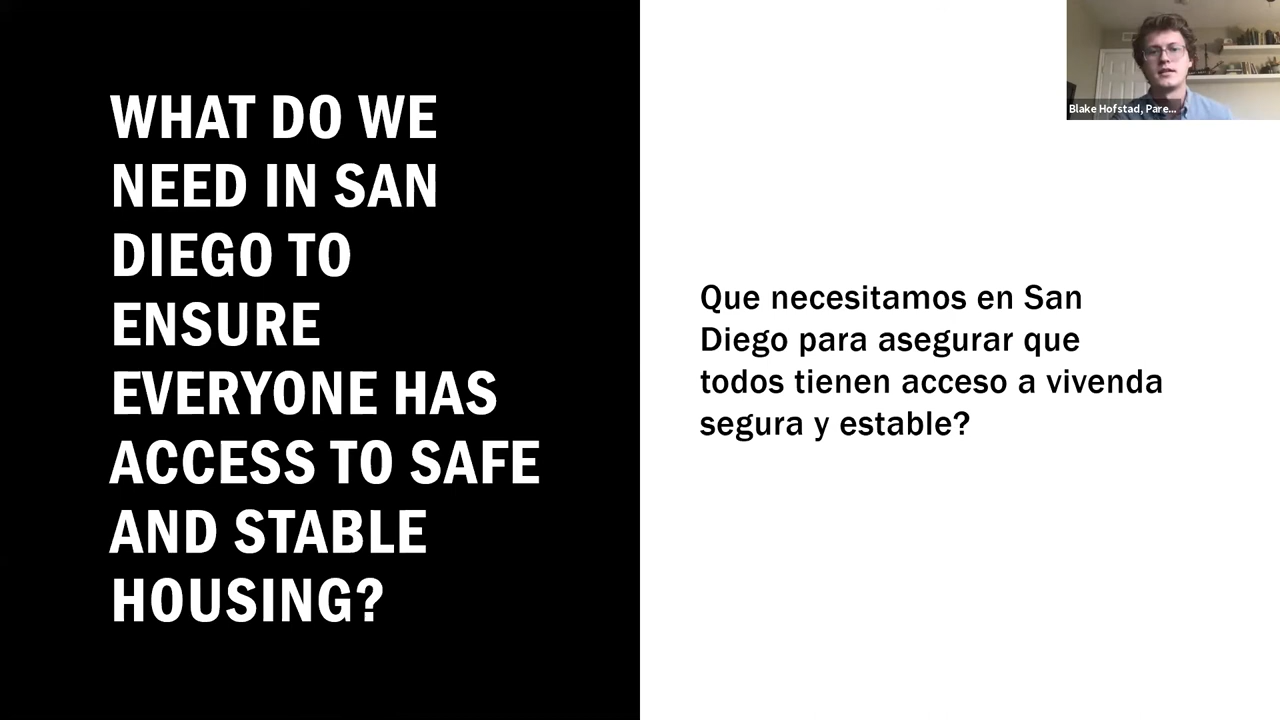 WHAT DO WE
NEED IN SAN
DIEGO TO
ENSURE
EVERYONE HAS
ACCESS TO SAFE
AND STABLE
HOUSING?
Que necesitamos en San
Diego para asegurar que
todos tienen acceso a vivenda
segura y estable?
Blake Hofstad, Pare...